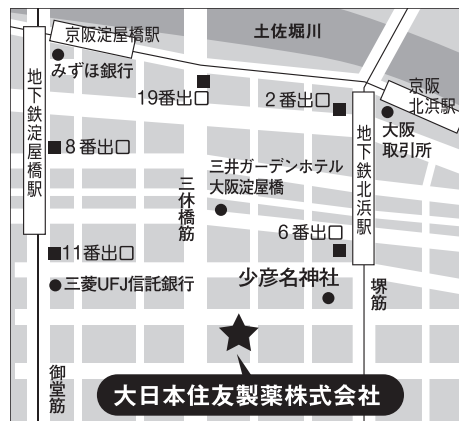 京阪淀屋橋駅
土佐堀川
みずほ銀行
19番出口
2番出口
京阪
北浜駅
大阪
取引所
地下鉄淀屋橋駅
8番出口
三井ガーデンホテル
大阪淀屋橋
地下鉄北浜駅
三休橋筋
6番出口
11番出口
三菱UFJ信託銀行
少彦名神社
堺筋
御堂筋
大日本住友製薬株式会社